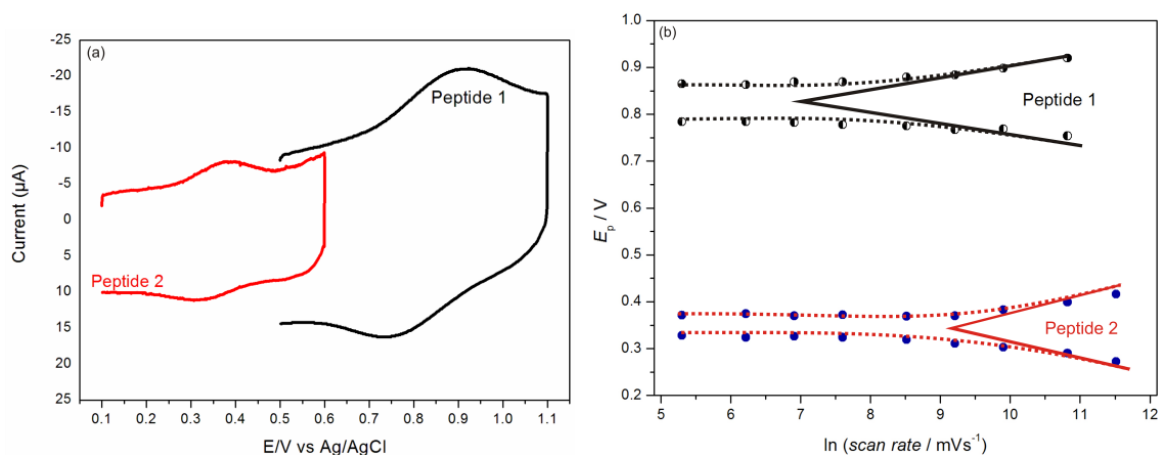 (a)
Peptide 1
Peptide 2
Current (µA)
-25
-20
-15
-10
-5
0
5
10
15
20
25
0.1 0.2 0.3 0.4 0.5 0.6 0.7 0.8 0.9 1.0 1.1
E/V vs Ag/AgCl
(b)
Peptide 1
Peptide 2
Ep / V
1.0
0.9
0.8
0.7
0.6
0.5
0.4
0.3
0.2
5 6 7 8 9 10 11 12
ln (scan rate / mVs-1)